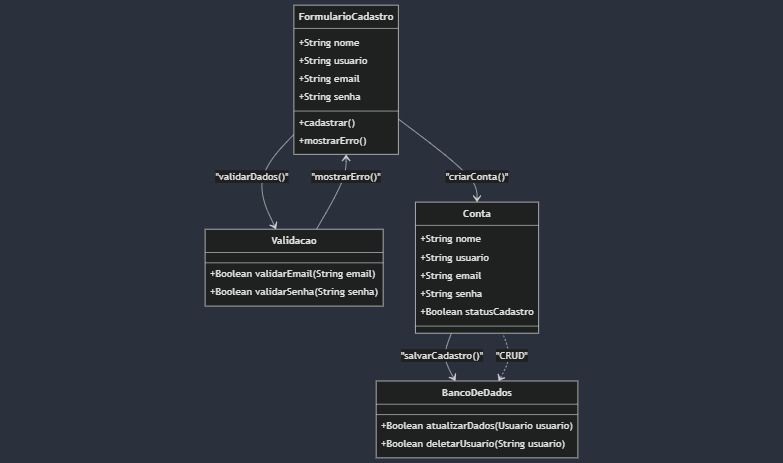 FormularioCadastro
+String nome
+String usuario
+String email
+String senha
+cadastrar()
+mostrarErro()
"validarDados()"
"mostrarErro()"
"criarConta()"
Validacao
+Boolean validarEmail(String email)
+Boolean validarSenha(String senha)
Conta
+String nome
+String usuario
+String email
+String senha
+Boolean statusCadastro
"salvarCadastro()"
"CRUD"
BancoDeDados
+Boolean atualizarDados(Usuario usuario)
+Boolean deletarUsuario(String usuario)